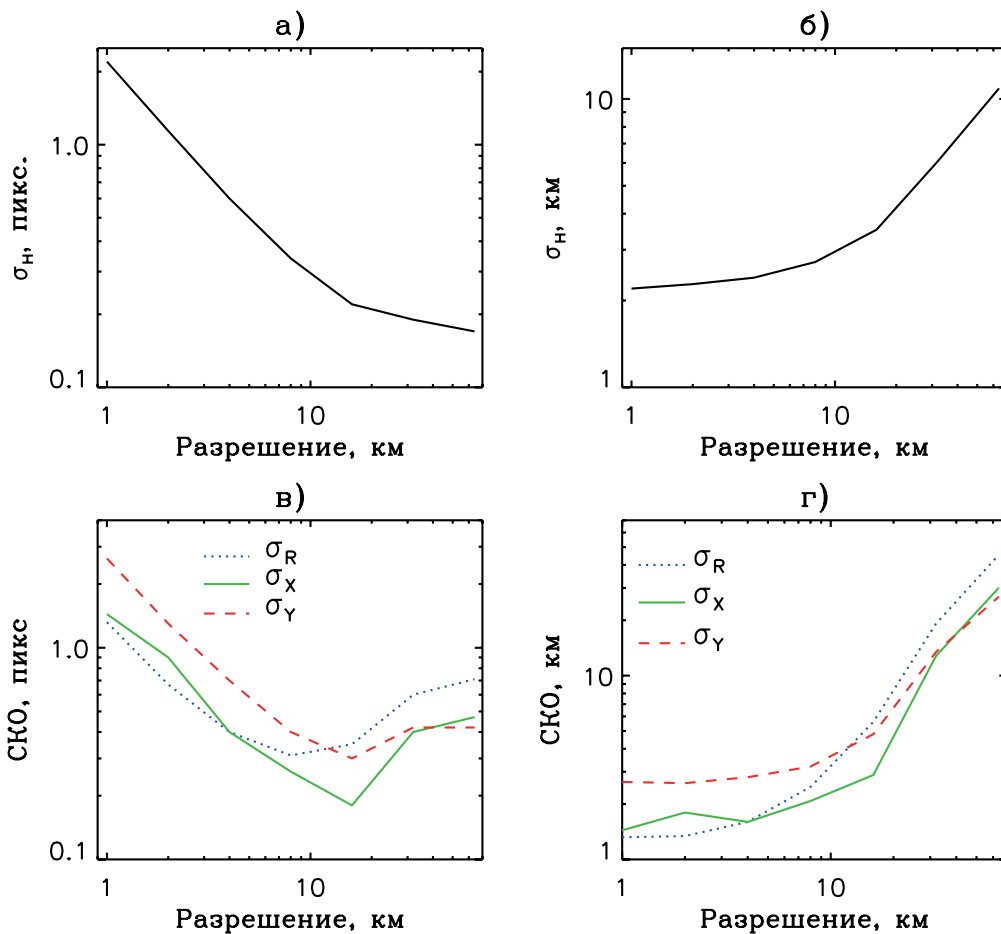 а)
σH, пикс.
1.0
0.1
1 10
Разрешение, км
б)
σH, км
10
1
1 10
Разрешение, км
в)
СКО, пикс
1.0
0.1
σR
σX
σY
1 10
Разрешение, км
г)
СКО, км
10
1
σR
σX
σY
1 10
Разрешение, км